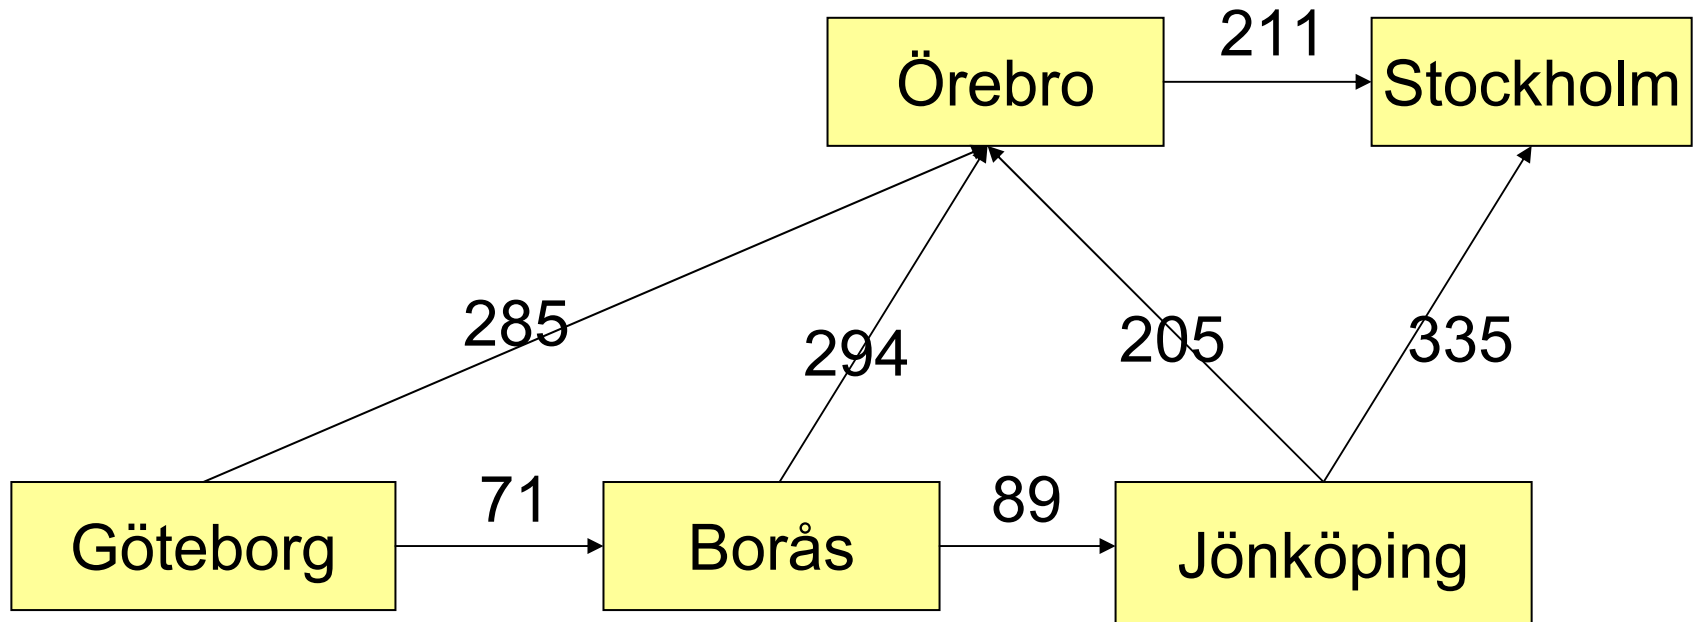 211
Örebro
Stockholm
285
294
205
335
71
89
Göteborg
Borås
Jönköping